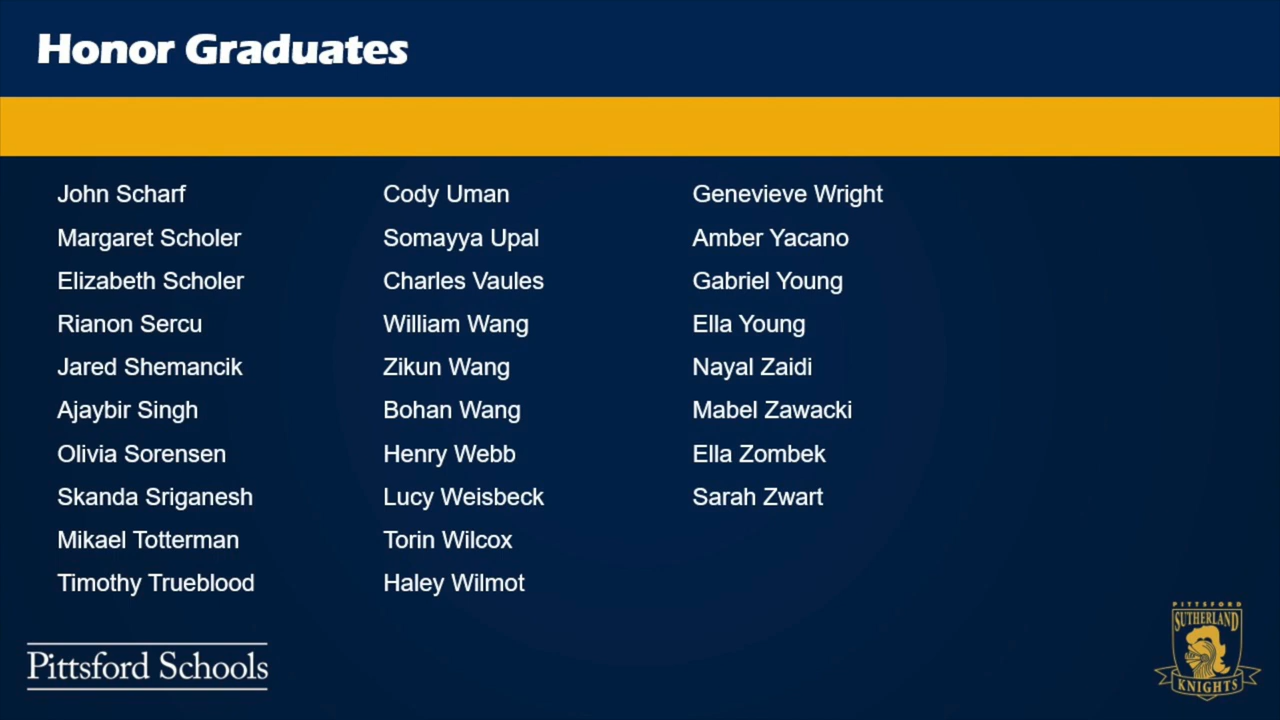 Honor Graduates
John Scharf
Margaret Scholer
Elizabeth Scholer
Rianon Sercu
Jared Shemancik
Ajaybir Singh
Olivia Sorensen
Skanda Sriganesh
Mikael Totterman
Timothy Trueblood
Cody Uman
Somayya Upal
Charles Vaules
William Wang
Zikun Wang
Bohan Wang
Henry Webb
Lucy Weisbeck
Torin Wilcox
Haley Wilmot
Genevieve Wright
Amber Yacano
Gabriel Young
Ella Young
Nayal Zaidi
Mabel Zawacki
Ella Zombek
Sarah Zwart
Pittsford Schools
PITTSFORD
SUTHERLAND
KNIGHTS